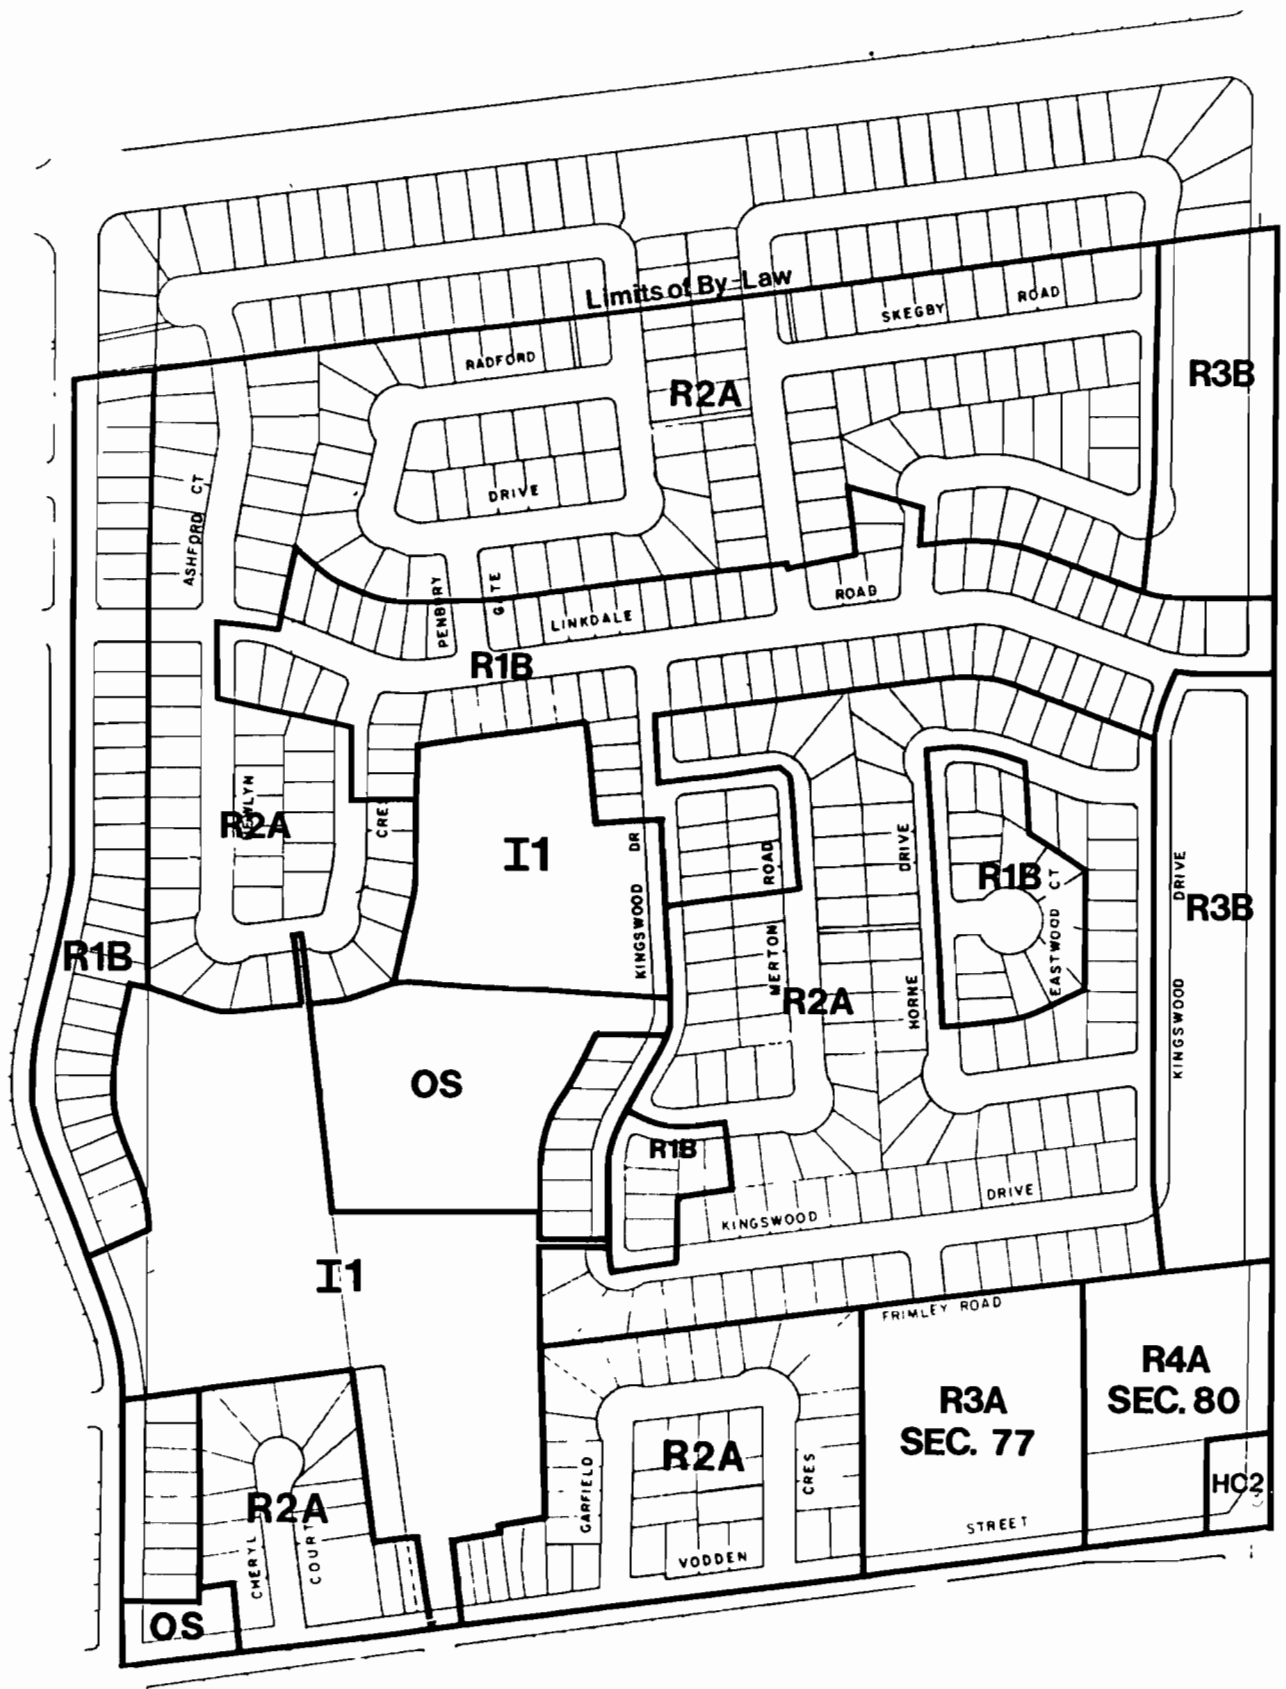 Limits of By-Law
SKEGBY
ROAD
RADFORD
R3B
R2A
ASHFORD CT
DRIVE
PENBURY
GATE
LINKDALE
ROAD
R1B
NEWLYN
R2A
CRES
I1
KINGSWOOD DR
ROAD
DRIVE
R1B
EASTWOOD CT
KINGSWOOD DRIVE
R3B
R1B
MERTON
R2A
HORNE
OS
R1B
KINGSWOOD
DRIVE
I1
FRIMLEY ROAD
R4A
SEC. 80
R3A
SEC. 77
R2A
GARFIELD
CRES
HC2
R2A
CHERYL
COURT
VODDEN
STREET
OS